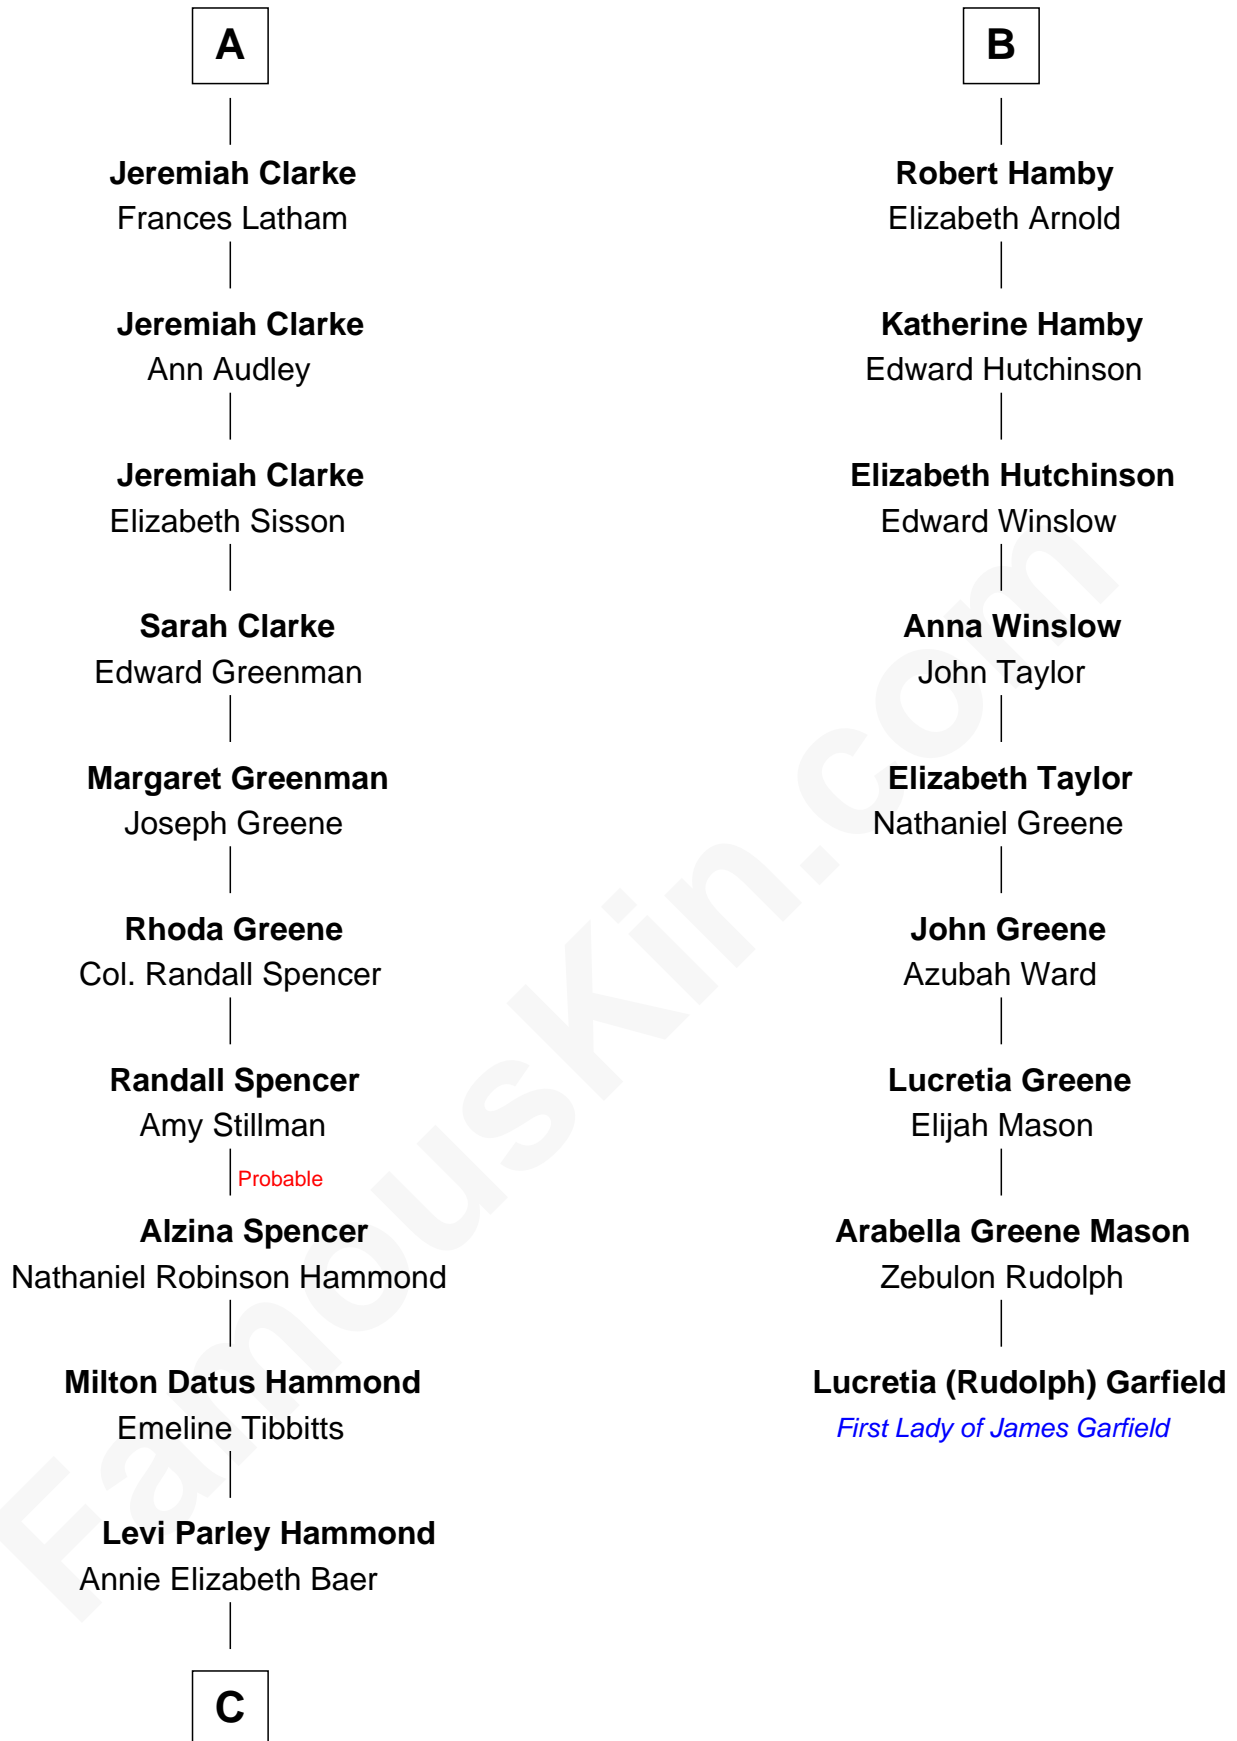 A
Jeremiah Clarke
Frances Latham
Jeremiah Clarke
Ann Audley
Jeremiah Clarke
Elizabeth Sisson
Sarah Clarke
Edward Greenman
Margaret Greenman
Joseph Greene
Rhoda Greene
Col. Randall Spencer
Randall Spencer
Amy Stillman
Probable
Alzina Spencer
Nathaniel Robinson Hammond
Milton Datus Hammond
Emeline Tibbitts
Levi Parley Hammond
Annie Elizabeth Baer
C
B
Robert Hamby
Elizabeth Arnold
Katherine Hamby
Edward Hutchinson
Elizabeth Hutchinson
Edward Winslow
Anna Winslow
John Taylor
Elizabeth Taylor
Nathaniel Greene
John Greene
Azubah Ward
Lucretia Greene
Elijah Mason
Arabella Greene Mason
Zebulon Rudolph
Lucretia (Rudolph) Garfield
First Lady of James Garfield
FamousKin.com